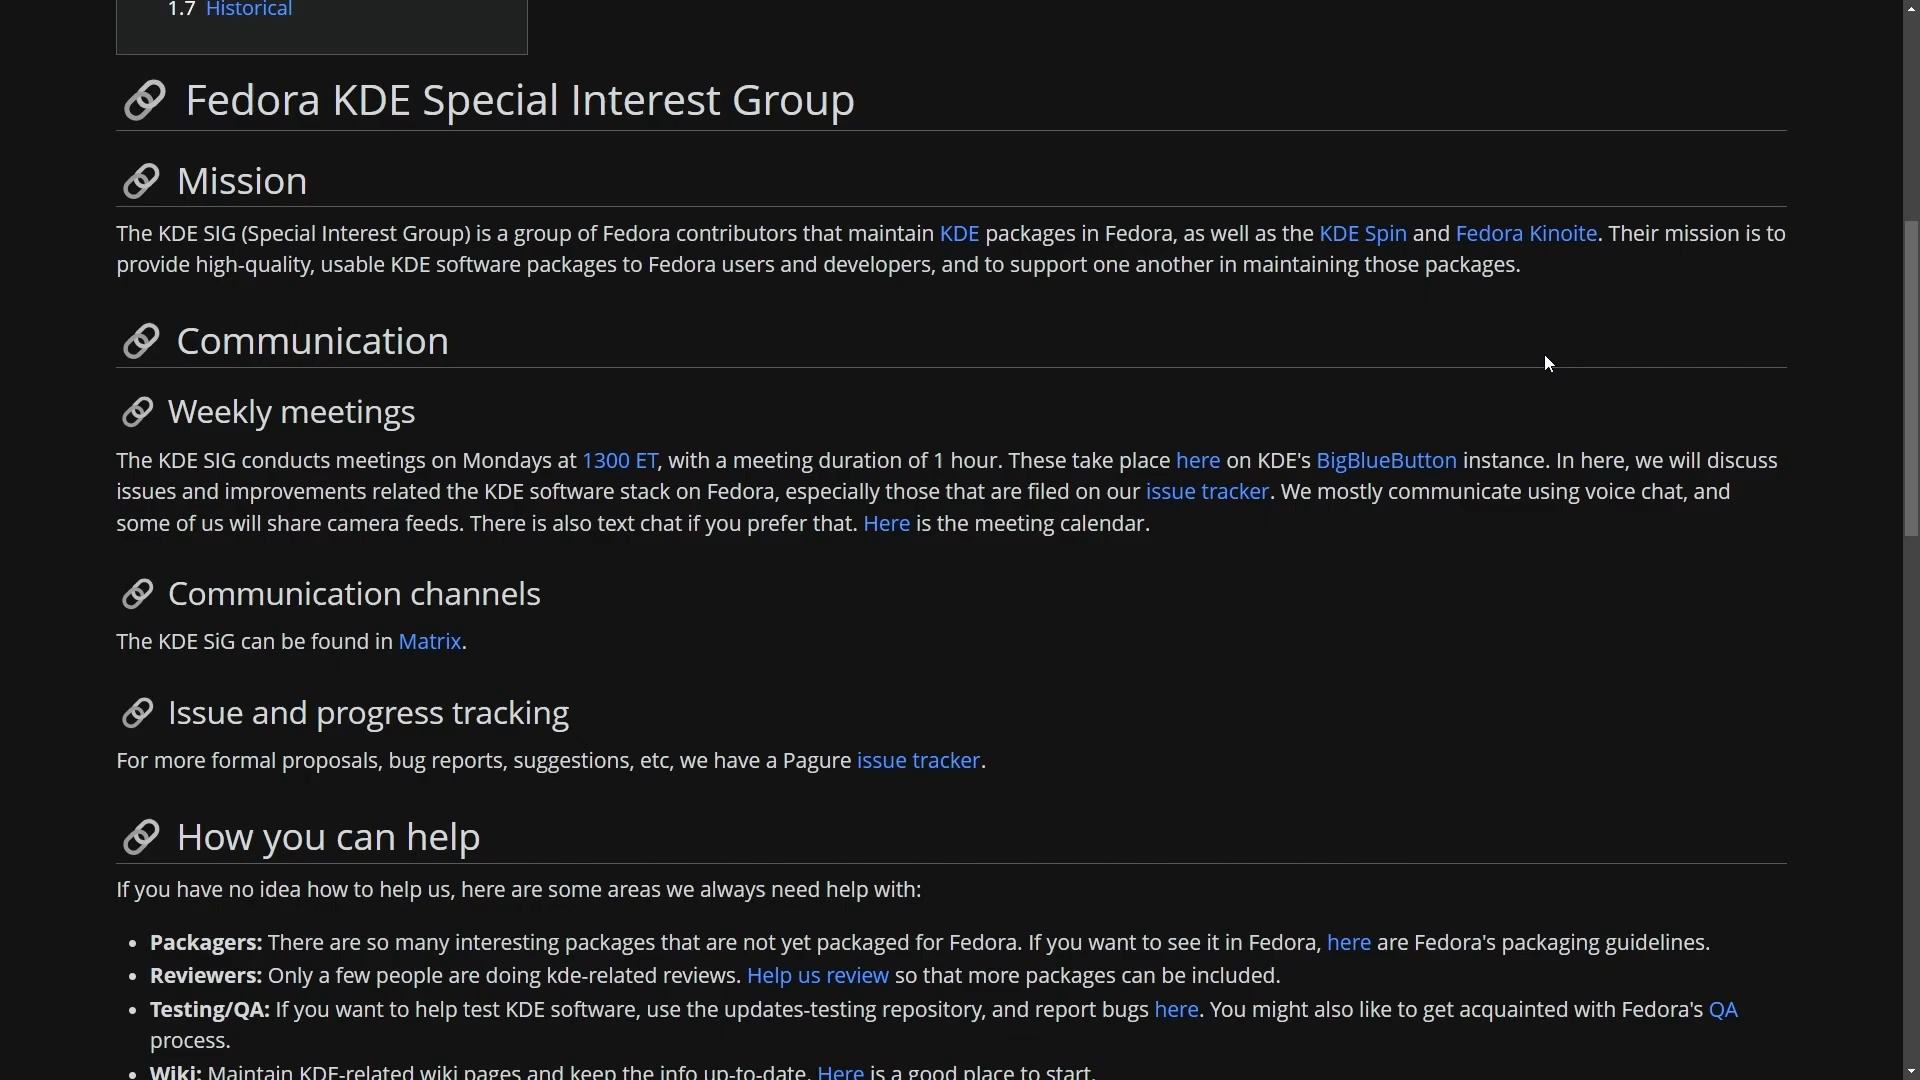 1.7 Historical
Fedora KDE Special Interest Group
Mission
The KDE SIG (Special Interest Group) is a group of Fedora contributors that maintain KDE packages in Fedora, as well as the KDE Spin and Fedora Kinoite. Their mission is to
provide high-quality, usable KDE software packages to Fedora users and developers, and to support one another in maintaining those packages.
Communication
Weekly meetings
The KDE SIG conducts meetings on Mondays at 1300 ET, with a meeting duration of 1 hour. These take place here on KDE's BigBlueButton instance. In here, we will discuss
issues and improvements related the KDE software stack on Fedora, especially those that are filed on our issue tracker. We mostly communicate using voice chat, and
some of us will share camera feeds. There is also text chat if you prefer that. Here is the meeting calendar.
Communication channels
The KDE SiG can be found in Matrix.
Issue and progress tracking
For more formal proposals, bug reports, suggestions, etc, we have a Pagure issue tracker.
How you can help
If you have no idea how to help us, here are some areas we always need help with:
• Packagers: There are so many interesting packages that are not yet packaged for Fedora. If you want to see it in Fedora, here are Fedora's packaging guidelines.
• Reviewers: Only a few people are doing kde-related reviews. Help us review so that more packages can be included.
• Testing/QA: If you want to help test KDE software, use the updates-testing repository, and report bugs here. You might also like to get acquainted with Fedora's QA
process.
• Wiki: Maintain KDE-related wiki pages and keep the info up-to-date. Here is a good place to start.